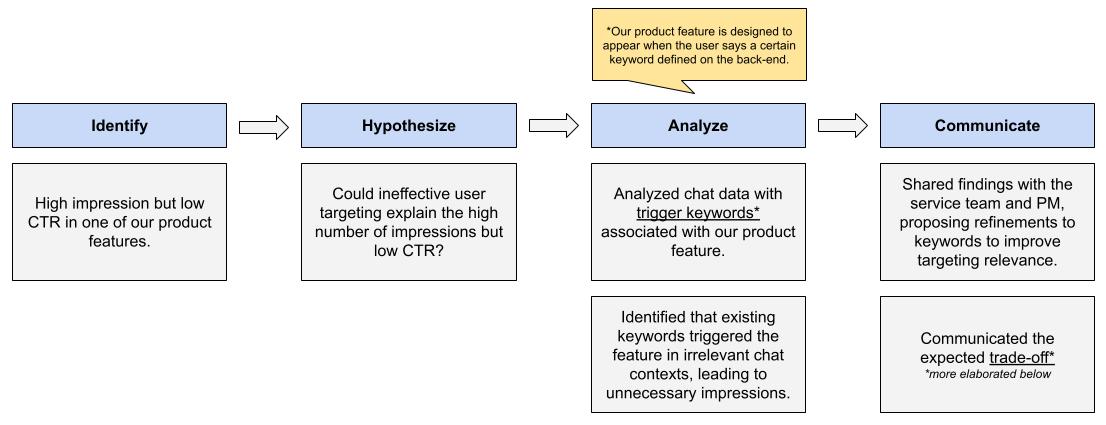 *Our product feature is designed to
appear when the user says a certain
keyword defined on the back-end.
Identify
Hypothesize
Analyze
Communicate
High impression but low
CTR in one of our product
features.
Could ineffective user
targeting explain the high
number of impressions but
low CTR?
Analyzed chat data with
trigger keywords*
associated with our product
feature.
Shared findings with the
service team and PM,
proposing refinements to
keywords to improve
targeting relevance.
Identified that existing
keywords triggered the
feature in irrelevant chat
contexts, leading to
unnecessary impressions.
Communicated the
expected trade-off*
*more elaborated below